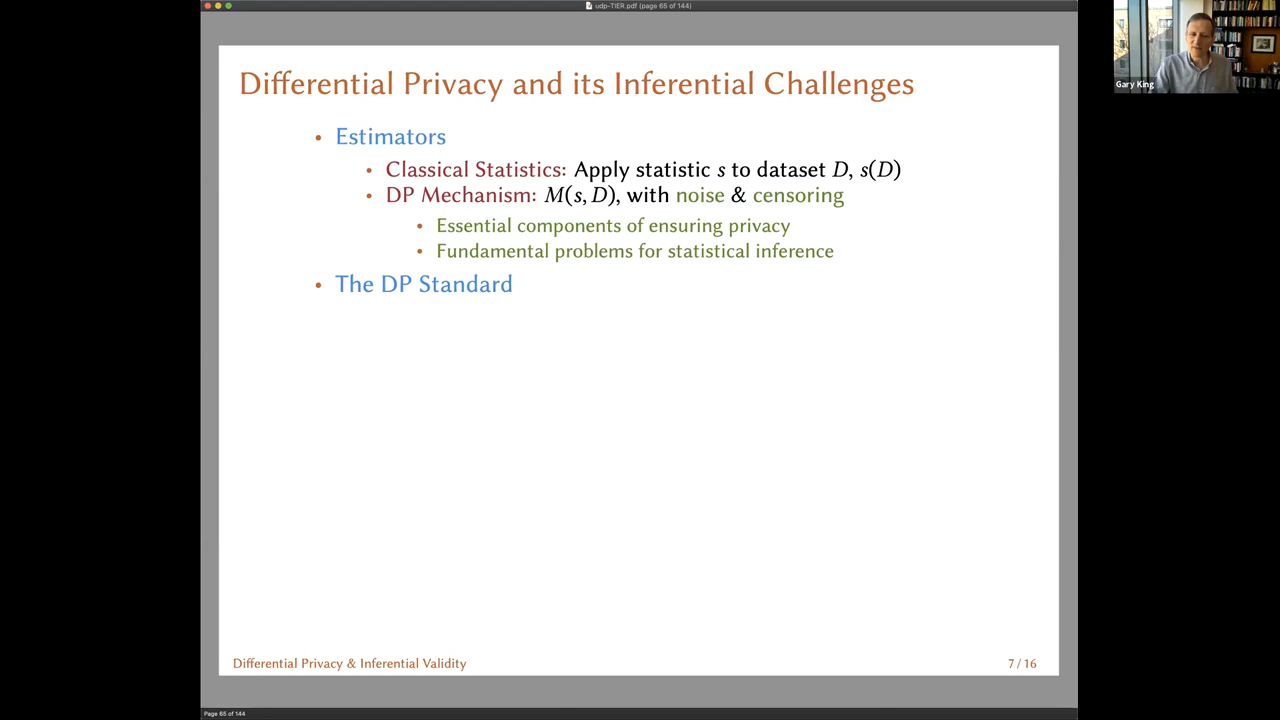 udp-TIER.pdf (page 65 of 144)
Gary King
Differential Privacy and its Inferential Challenges
• Estimators
• Classical Statistics: Apply statistic s to dataset D, s(D)
• DP Mechanism: M(s, D), with noise & censoring
• Essential components of ensuring privacy
• Fundamental problems for statistical inference
• The DP Standard
Differential Privacy & Inferential Validity
7 / 16
Page 65 of 144